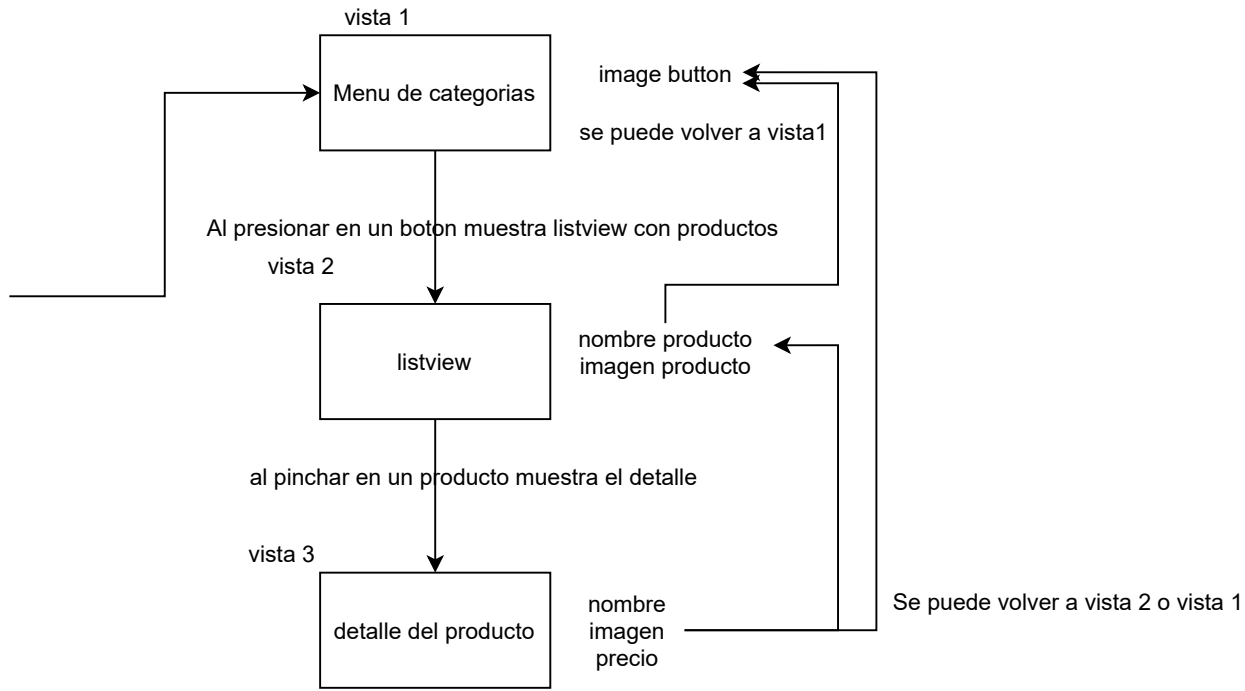 vista 1
Menu de categorias
image button
se puede volver a vista1
Al presionar en un boton muestra listview con productos
vista 2
listview
nombre producto
imagen producto
al pinchar en un producto muestra el detalle
vista 3
detalle del producto
nombre
imagen
precio
Se puede volver a vista 2 o vista 1